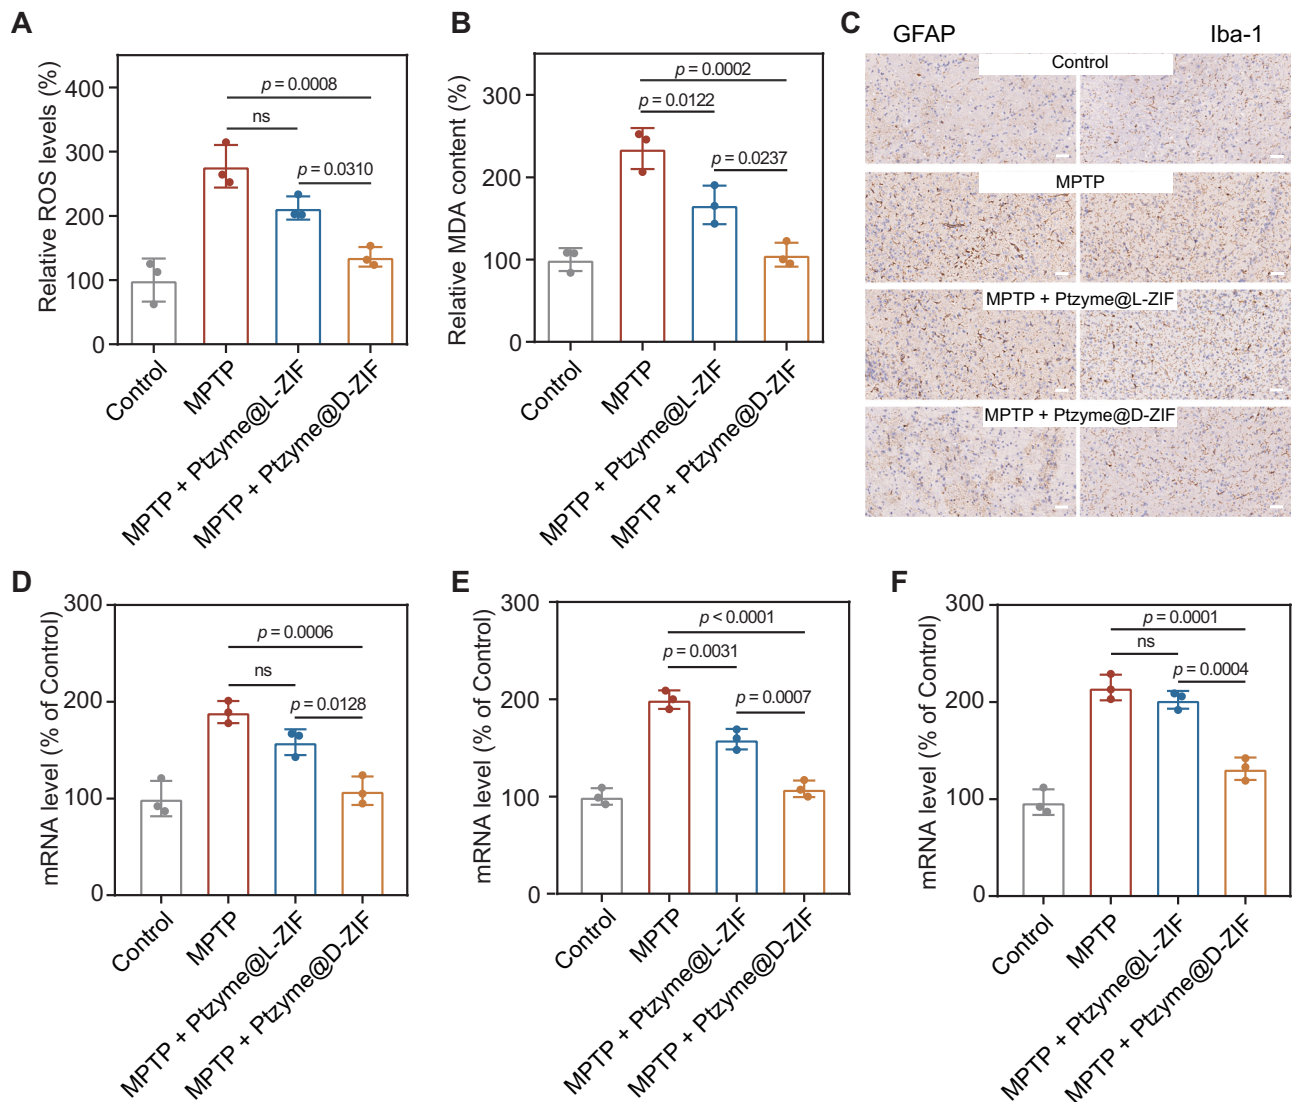 A
Relative ROS levels (%)
400
300
200
100
0
p = 0.0008
ns
p = 0.0310
Control
MPTP
MPTP + Ptzyme@L-ZIF
MPTP + Ptzyme@D-ZIF
B
Relative MDA content (%)
300
200
100
0
p = 0.0002
p = 0.0122
p = 0.0237
Control
MPTP
MPTP + Ptzyme@L-ZIF
MPTP + Ptzyme@D-ZIF
C
GFAP
Iba-1
Control
MPTP
MPTP + Ptzyme@L-ZIF
MPTP + Ptzyme@D-ZIF
D
mRNA level (% of Control)
300
200
100
0
p = 0.0006
ns
p = 0.0128
Control
MPTP
MPTP + Ptzyme@L-ZIF
MPTP + Ptzyme@D-ZIF
E
mRNA level (% of Control)
300
200
100
0
p < 0.0001
p = 0.0031
p = 0.0007
Control
MPTP
MPTP + Ptzyme@L-ZIF
MPTP + Ptzyme@D-ZIF
F
mRNA level (% of Control)
300
200
100
0
p = 0.0001
ns
p = 0.0004
Control
MPTP
MPTP + Ptzyme@L-ZIF
MPTP + Ptzyme@D-ZIF